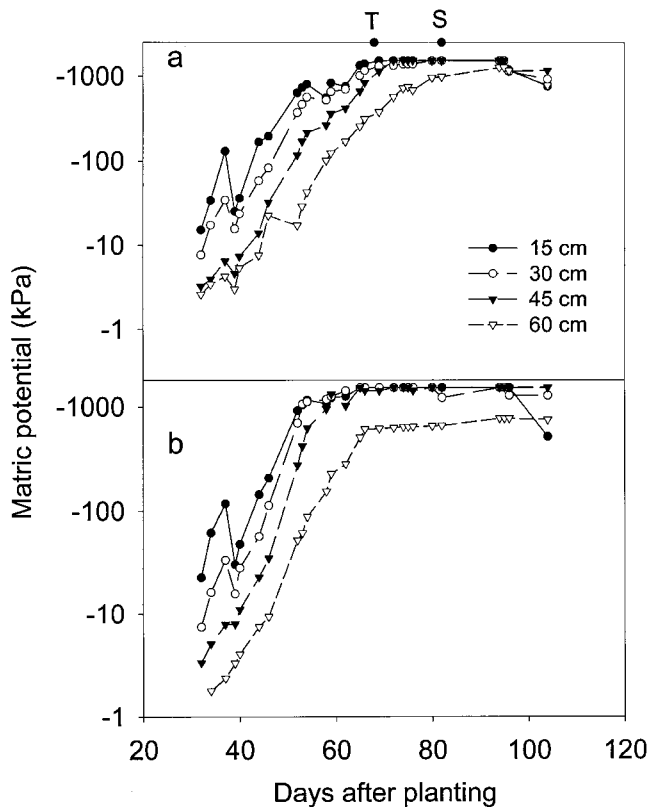 T S
a
-1000
-100
-10
-1
15 cm
30 cm
45 cm
60 cm
Matric potential (kPa)
b
-1000
-100
-10
-1
20 40 60 80 100 120
Days after planting